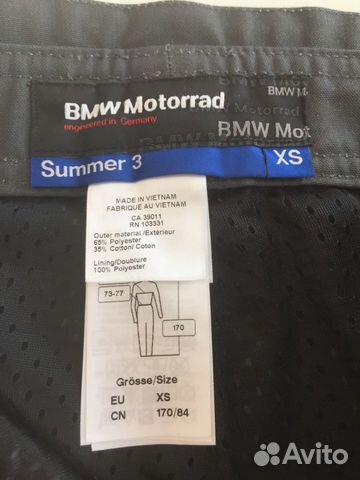 BMW Motorrad
engineered in Germany
BMW M
BMW Mot
Summer 3
XS
MADE IN VIETNAM
FABRIQUE AU VIETNAM
CA 39011
RN 103331
Outer material/Extérieur
65% Polyester
35% Cotton/ Coton
Lining/Doublure
100% Polyester
73-77
170
Grösse/Size
EU XS
CN 170/84
Avito